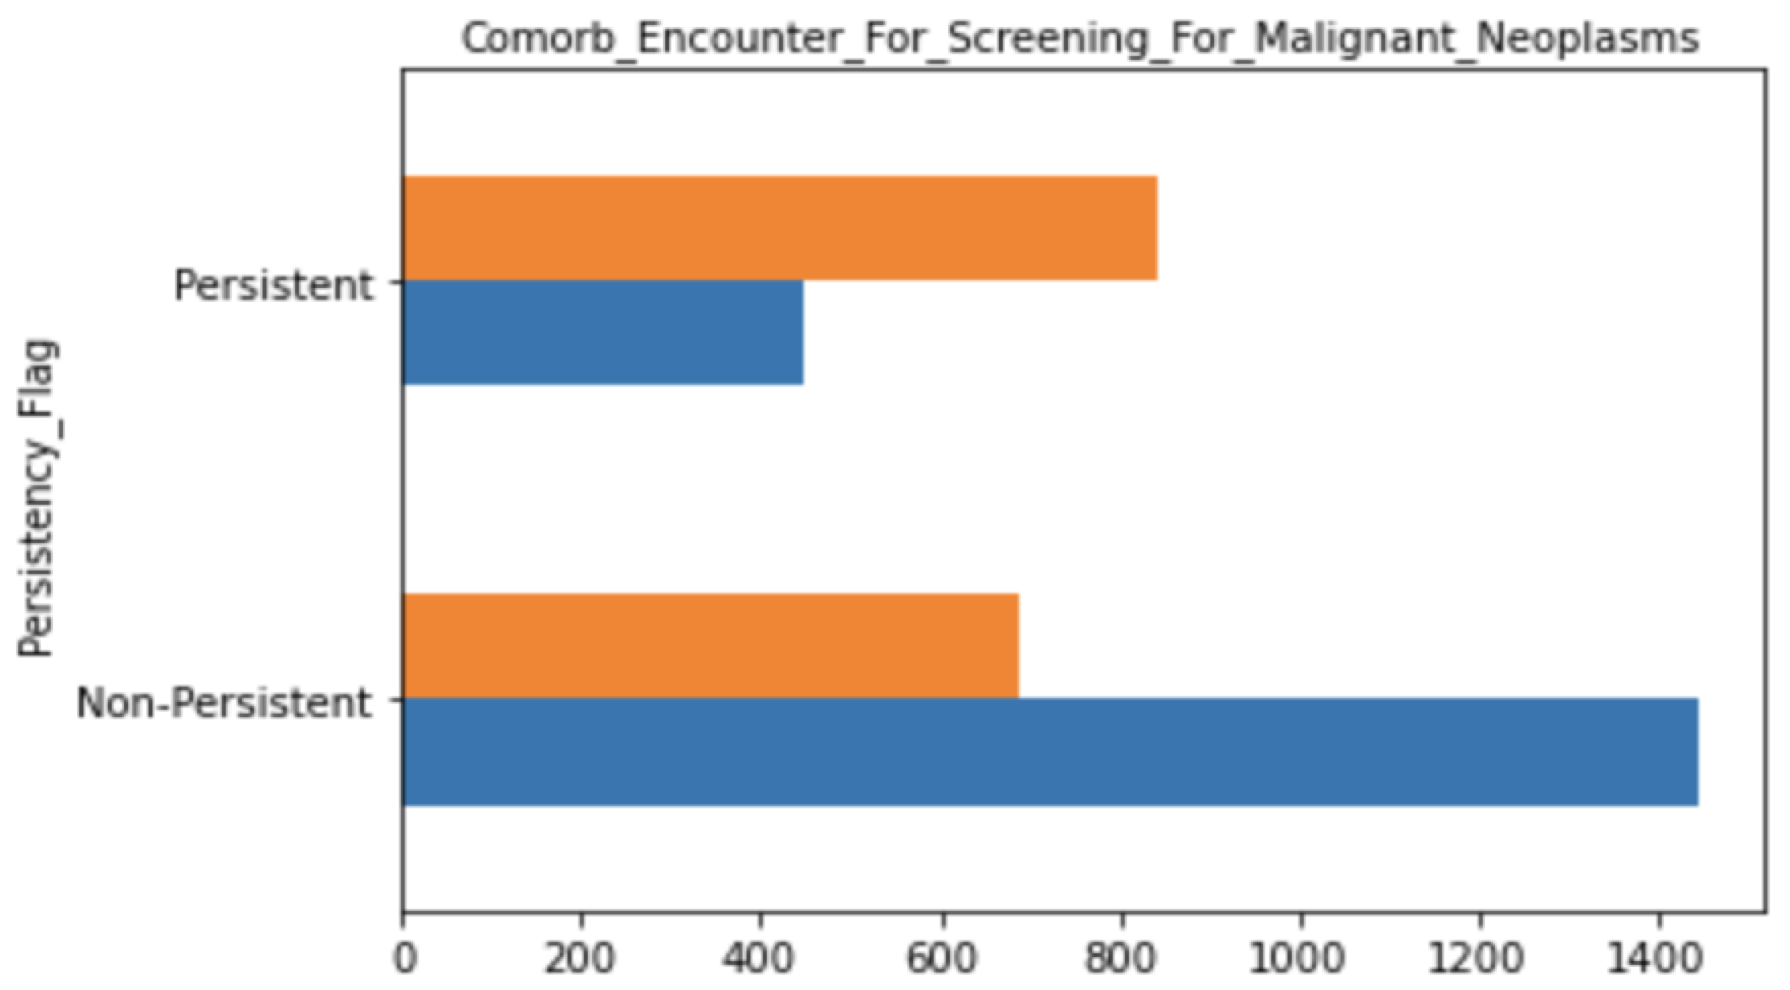 Comorb_Encounter_For_Screening_For_Malignant_Neoplasms
Persistency_Flag
Persistent
Non-Persistent
0 200 400 600 800 1000 1200 1400